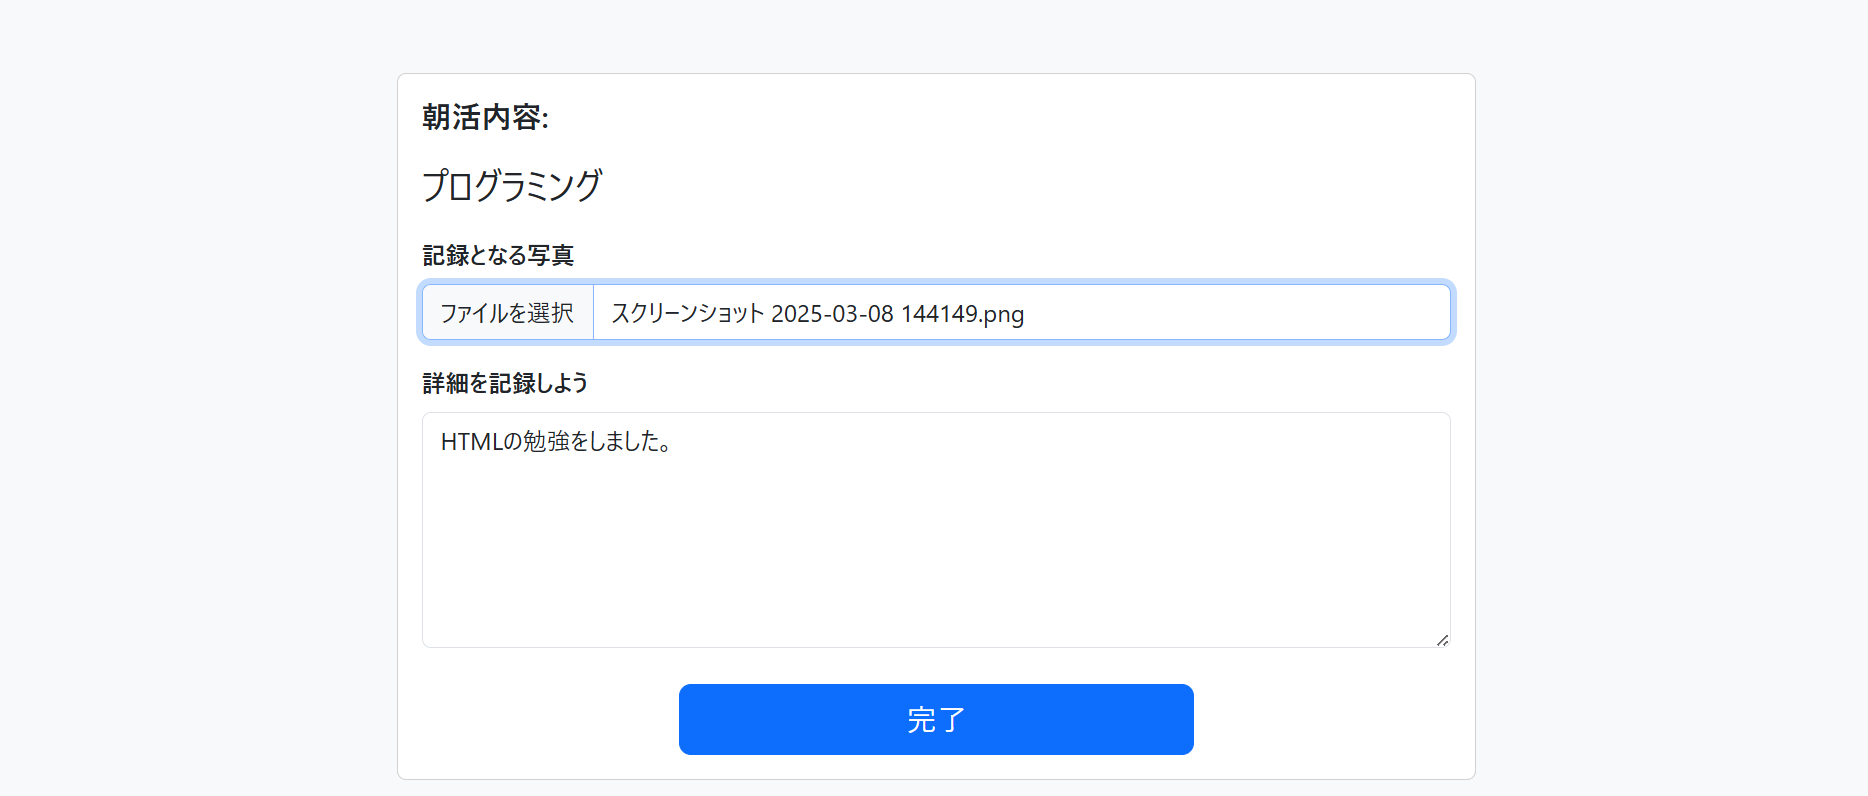 朝活内容:
プログラミング
記録となる写真
ファイルを選択 スクリーンショット 2025-03-08 144149.png
詳細を記録しよう
HTMLの勉強をしました。
完了